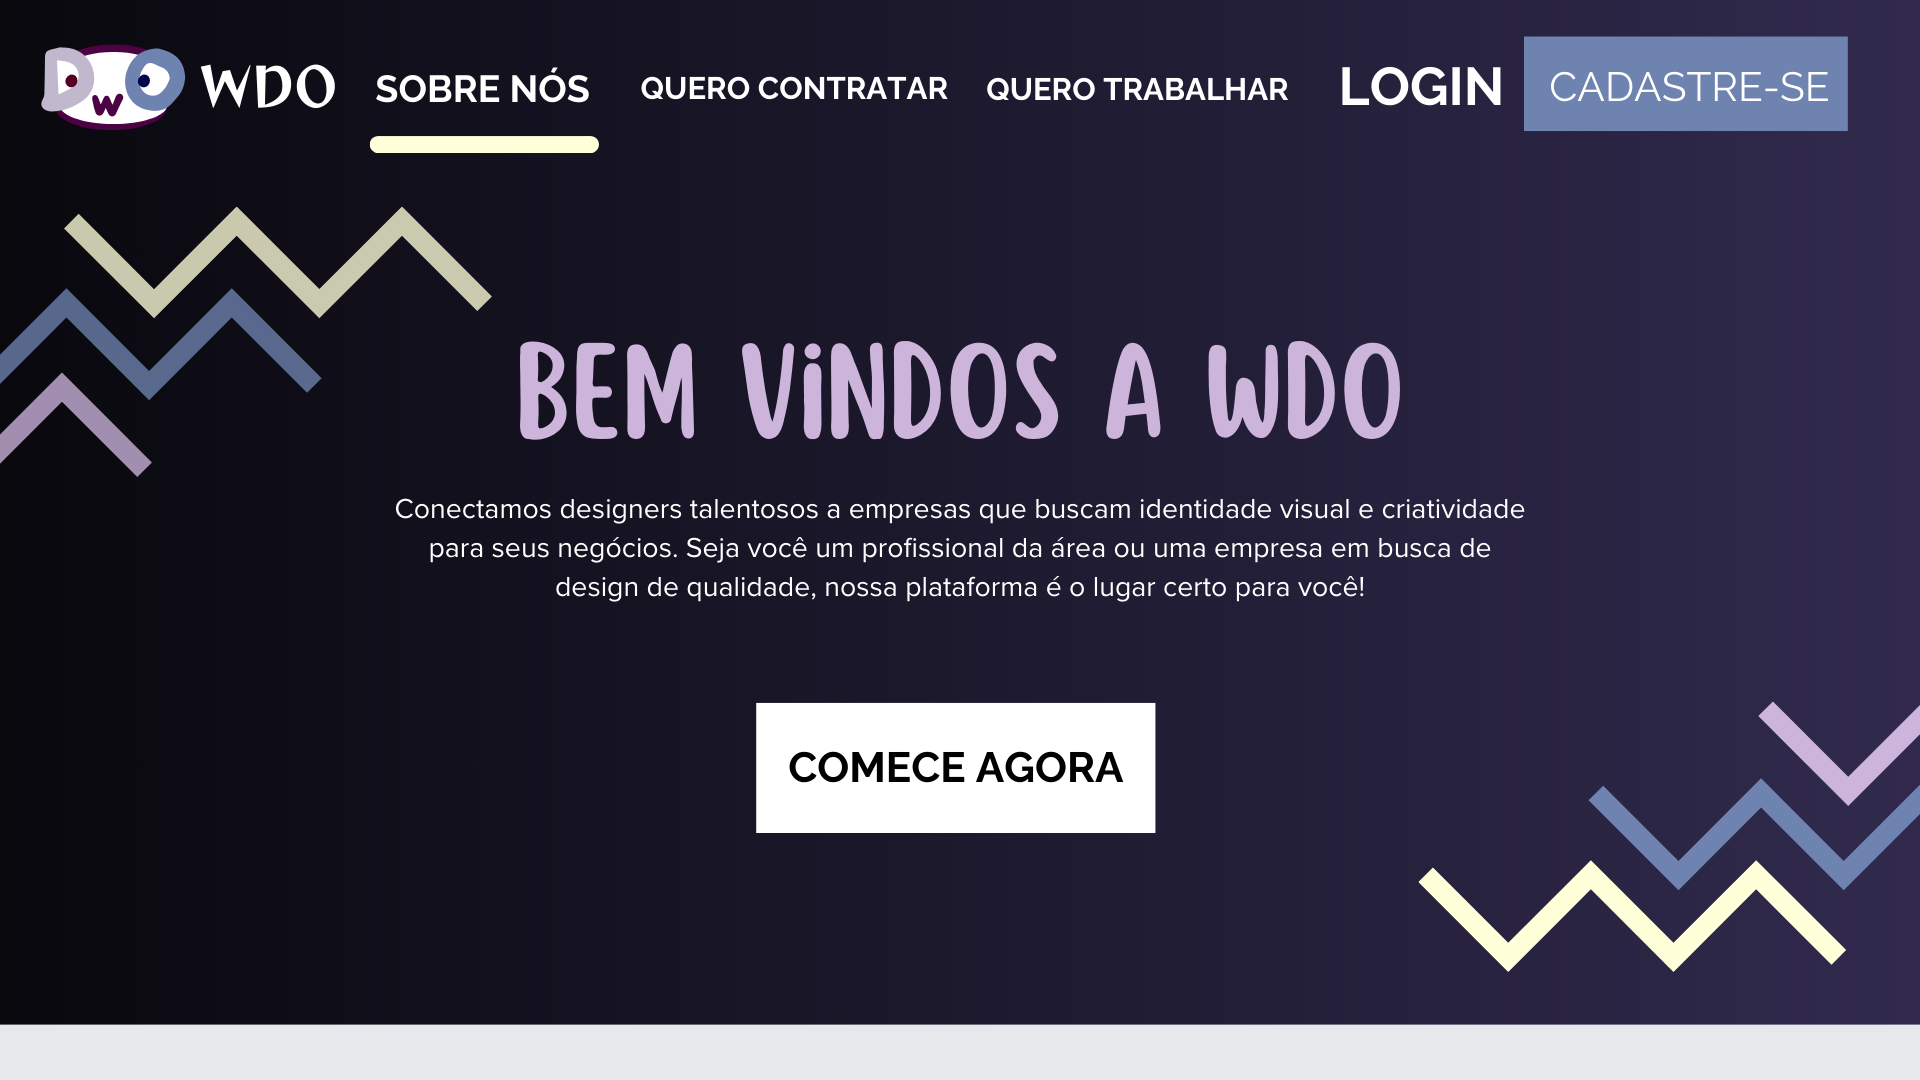 DwO WDO SOBRE NÓS QUERO CONTRATAR QUERO TRABALHAR LOGIN CADASTRE-SE
BEM VINDOS A WDO
Conectamos designers talentosos a empresas que buscam identidade visual e criatividade
para seus negócios. Seja você um profissional da área ou uma empresa em busca de
design de qualidade, nossa plataforma é o lugar certo para você!
COMECE AGORA